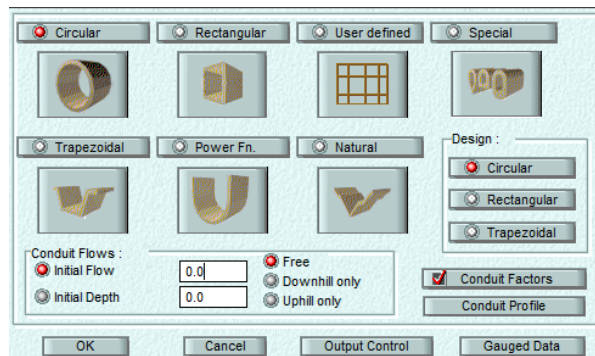 Circular Rectangular User defined Special
Trapezoidal Power Fn. Natural
Design :
Circular
Rectangular
Trapezoidal
Conduit Flows :
Initial Flow 0.0 Free
Downhill only
Initial Depth 0.0 Uphill only
Conduit Factors
Conduit Profile
OK Cancel Output Control Gauged Data